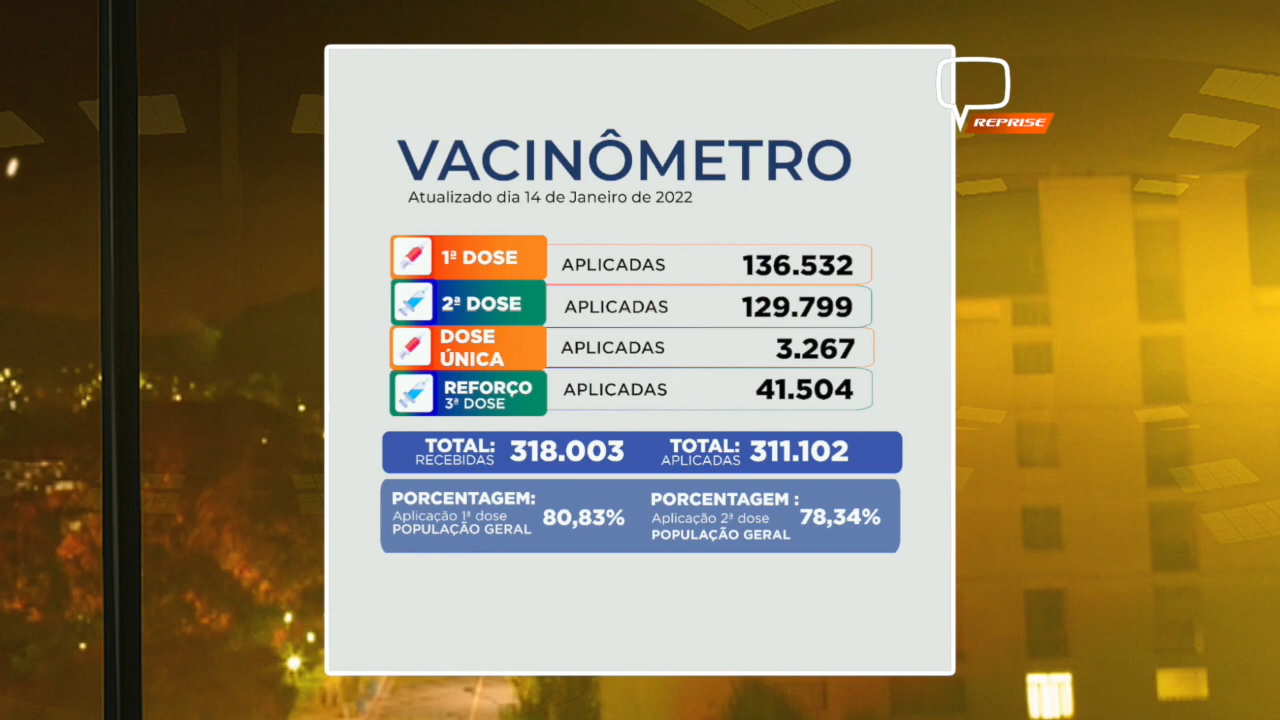 REPRISE
VACINÔMETRO
Atualizado dia 14 de Janeiro de 2022
1ª DOSE APLICADAS 136.532
2ª DOSE APLICADAS 129.799
DOSE
ÚNICA APLICADAS 3.267
REFORÇO
3ª DOSE APLICADAS 41.504
TOTAL:
RECEBIDAS 318.003
TOTAL:
APLICADAS 311.102
PORCENTAGEM:
Aplicação 1ª dose
POPULAÇÃO GERAL 80,83%
PORCENTAGEM :
Aplicação 2ª dose
POPULAÇÃO GERAL 78,34%